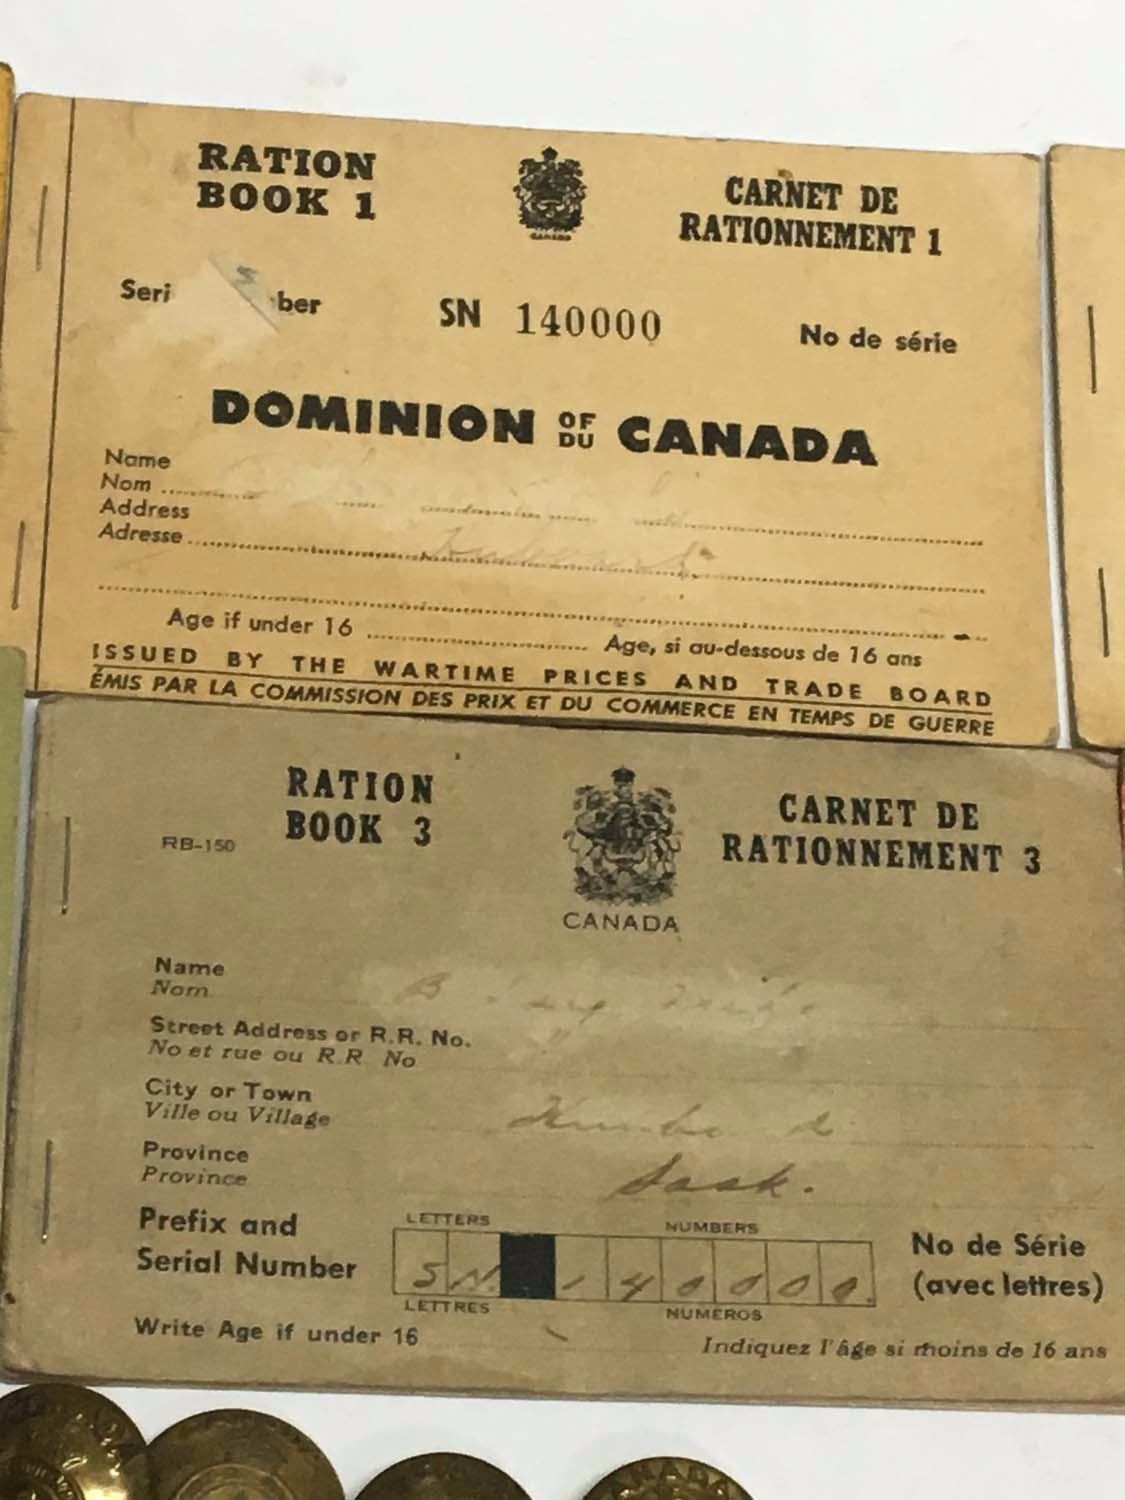 RATION
BOOK 1
CANADA
CARNET DE
RATIONNEMENT 1
SN 140000
No de série
DOMINION OF DU CANADA
Name
Nom
Address
Adresse
Age if under 16
Age, si au-dessous de 16 ans
ISSUED BY THE WARTIME PRICES AND TRADE BOARD
ÉMIS PAR LA COMMISSION DES PRIX ET DU COMMERCE EN TEMPS DE GUERRE
RB-150
RATION
BOOK 3
CANADA
CARNET DE
RATIONNEMENT 3
Name
Nom
Street Address or R.R. No.
No et rue ou R.R. No
City or Town
Ville ou Village
Province
Province
Sask.
Prefix and
Serial Number
LETTERS
NUMBERS
SN. 140000.
LETTRES
NUMEROS
No de Série
(avec lettres)
Write Age if under 16
Indiquez l'âge si moins de 16 ans
CANADA